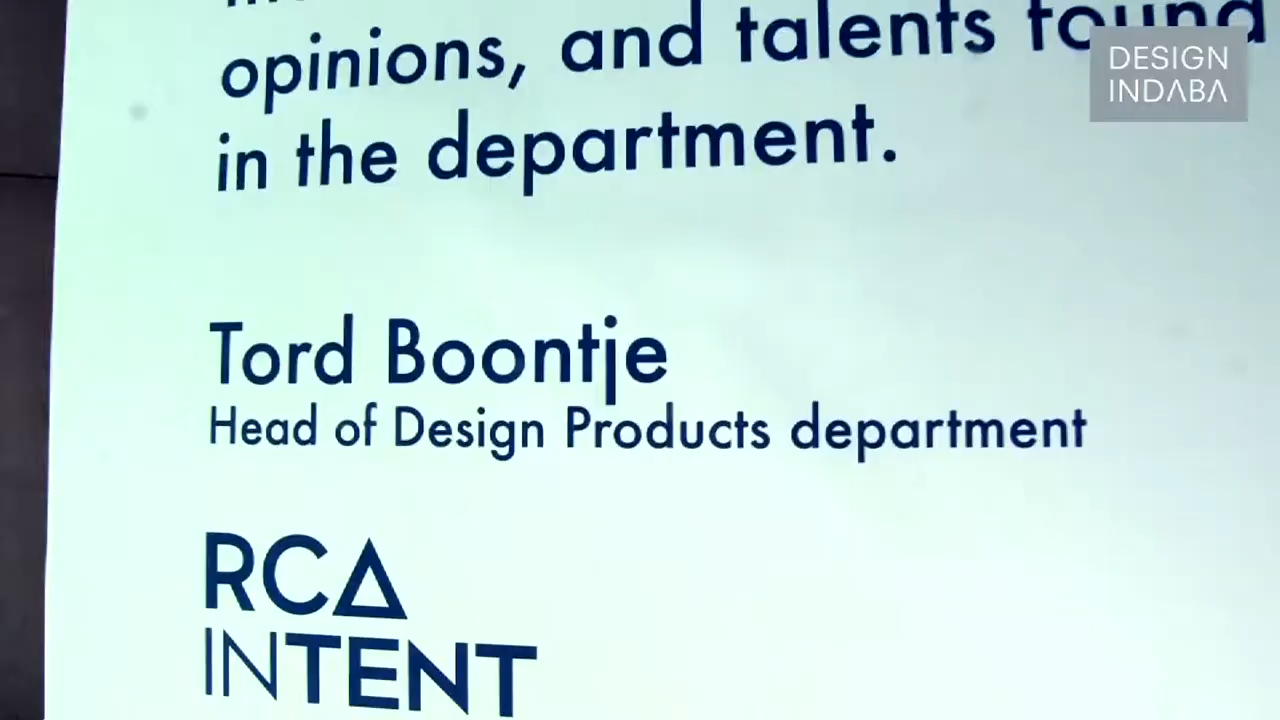 opinions, and talents found
in the department.
Tord Boontje
Head of Design Products department
RCA
INTENT
DESIGN
INDABA